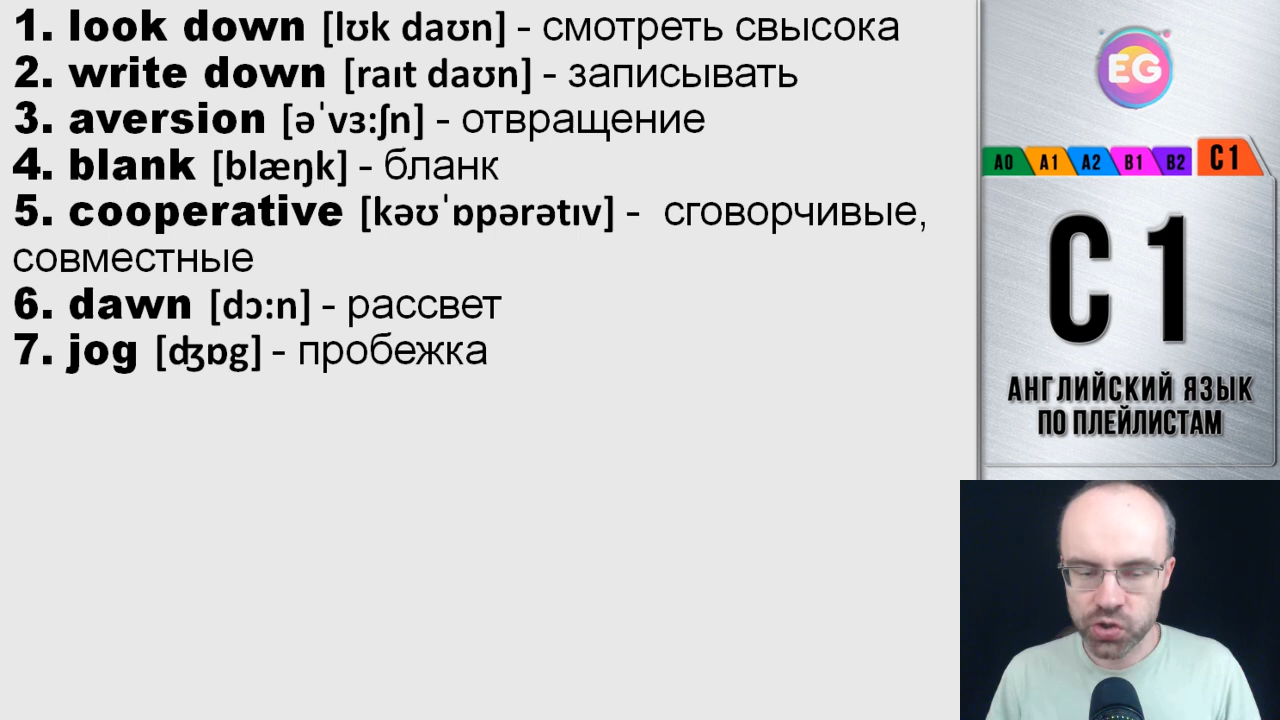 1. look down [lʊk daʊn] - смотреть свысока
2. write down [raɪt daʊn] - записывать
3. aversion [əˈvɜ:ʃn] - отвращение
4. blank [blæŋk] - бланк
5. cooperative [kəʊˈɒpərətɪv] -  сговорчивые,
совместные
6. dawn [dɔ:n] - рассвет
7. jog [ʤɒg] - пробежка
EG
A0 A1 A2 B1 B2 C1
C1
АНГЛИЙСКИЙ ЯЗЫК
ПО ПЛЕЙЛИСТАМ